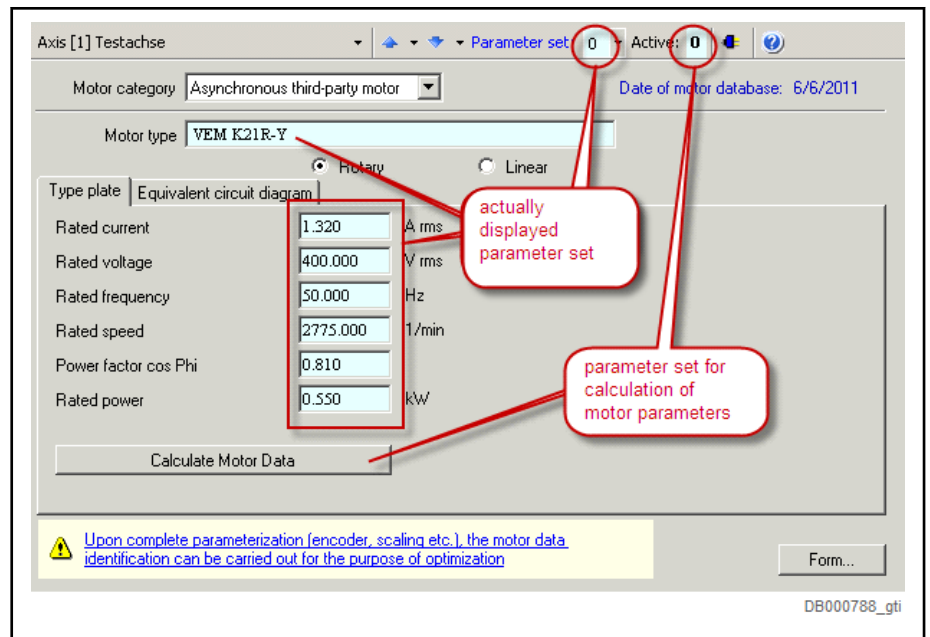 Axis [1] Testachse Parameter set: 0 Active: 0
Motor category Asynchronous third-party motor Date of motor database: 6/6/2011
Motor type VEM K21R-Y
Rotary Linear
Type plate Equivalent circuit diagram
actually
displayed
parameter set
Rated current 1.320 A rms
Rated voltage 400.000 V rms
Rated frequency 50.000 Hz
Rated speed 2775.000 1/min
Power factor cos Phi 0.810
Rated power 0.550 kW
parameter set for
calculation of
motor parameters
Calculate Motor Data
Upon complete parameterization (encoder, scaling etc.), the motor data
identification can be carried out for the purpose of optimization
Form...
DB000788_gti